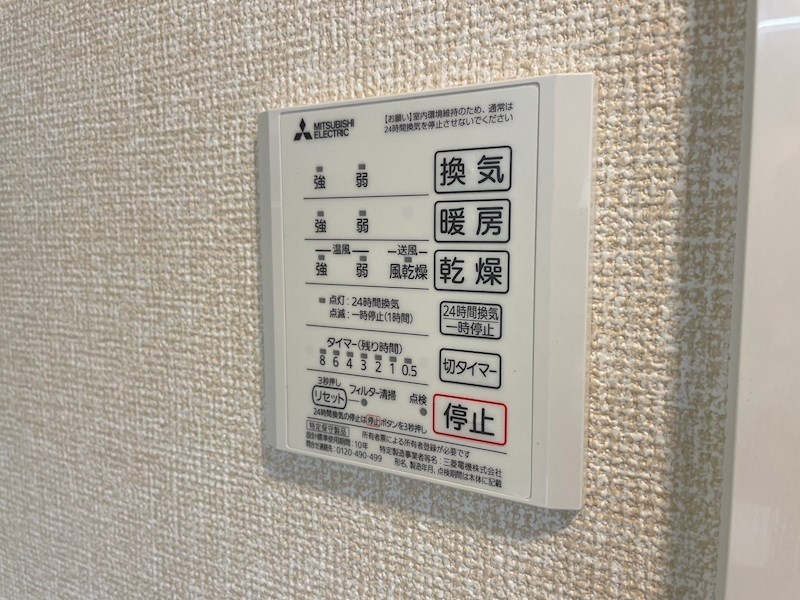 MITSUBISHI
ELECTRIC
【お願い】室内環境維持のため、通常は
24時間換気を停止させないでください
強 弱 換気
強 弱 暖房
温風 送風
強 弱 風乾燥 乾燥
点灯:24時間換気
点滅:一時停止(1時間)
24時間換気
一時停止
タイマー(残り時間)
8 6 4 3 2 1 0.5
切タイマー
3秒押し
リセット フィルター清掃 点検
停止
24時間換気の停止は停止ボタンを3秒押し
特定保守製品 所有者票による所有者登録が必要です
設計標準使用期間:10年 特定製造事業者等名:三菱電機株式会社
問合せ連絡先:0120-490-499 形名、製造年月、点検期間は本体に記載